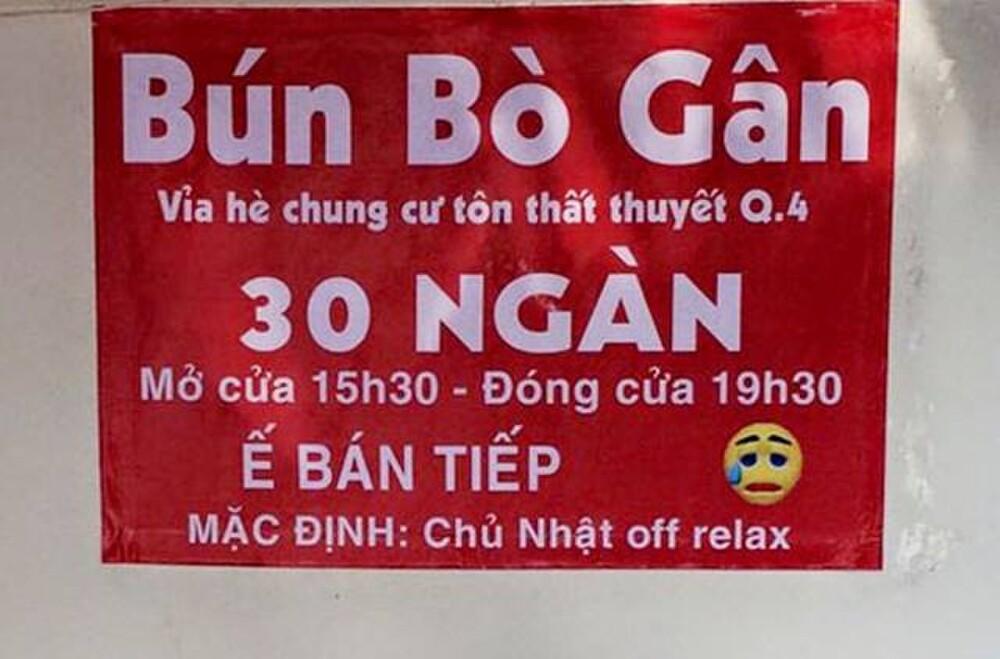 Bún Bò Gân
Vỉa hè chung cư tôn thất thuyết Q.4
30 NGÀN
Mở cửa 15h30 - Đóng cửa 19h30
Ế BÁN TIẾP
MẶC ĐỊNH: Chủ Nhật off relax